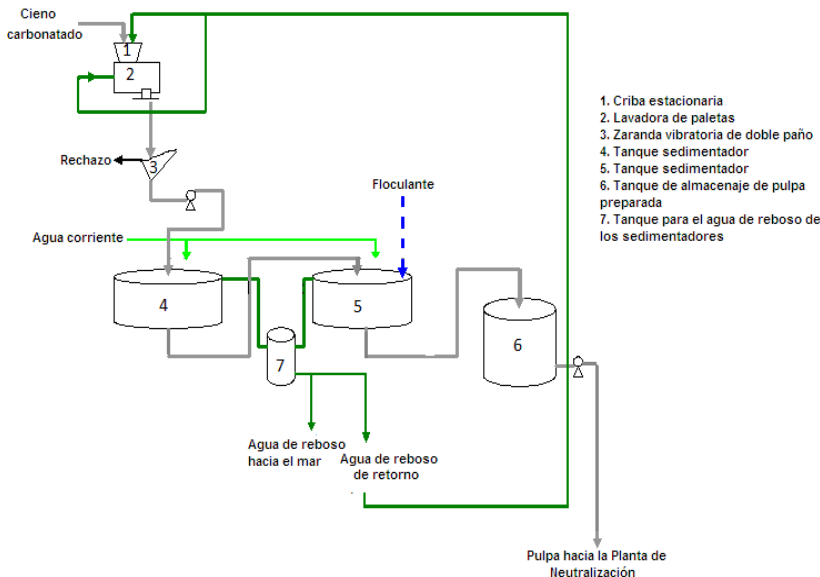 Cieno
carbonatado
1
2
3
Rechazo
Floculante
Agua corriente
4
5
6
7
Agua de reboso
hacia el mar
Agua de reboso
de retorno
Pulpa hacia la Planta de
Neutralización
1. Criba estacionaria
2. Lavadora de paletas
3. Zaranda vibratoria de doble paño
4. Tanque sedimentador
5. Tanque sedimentador
6. Tanque de almacenaje de pulpa
preparada
7. Tanque para el agua de reboso de
los sedimentadores